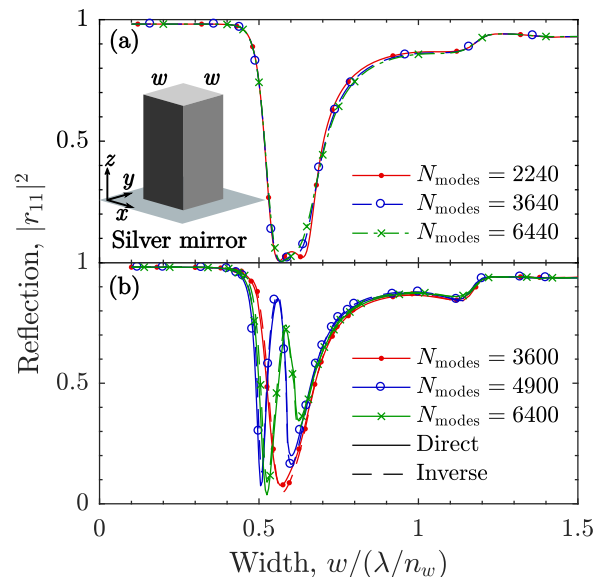 1
(a)
w w
z
y
x
Silver mirror
0.5
N_modes = 2240
N_modes = 3640
N_modes = 6440
Reflection, |r_11|^2
1
(b)
0.5
N_modes = 3600
N_modes = 4900
N_modes = 6400
Direct
Inverse
0
0 0.5 1 1.5
Width, w/(λ/n_w)